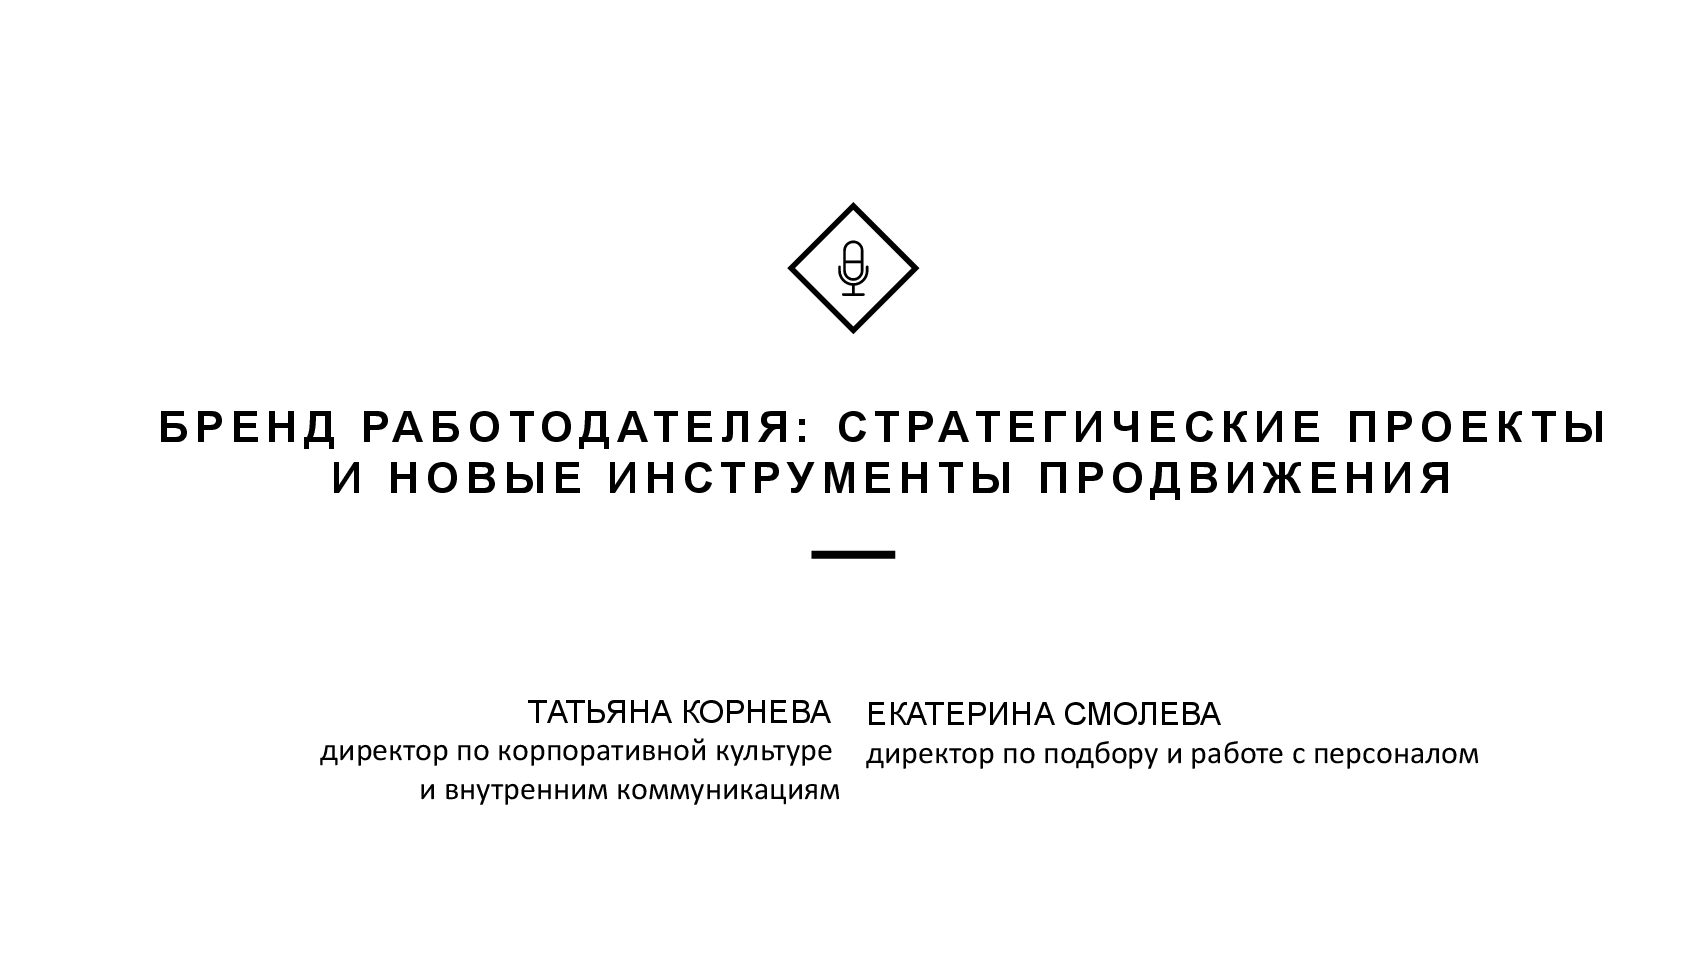 БРЕНД РАБОТОДАТЕЛЯ: СТРАТЕГИЧЕСКИЕ ПРОЕКТЫ
И НОВЫЕ ИНСТРУМЕНТЫ ПРОДВИЖЕНИЯ
ТАТЬЯНА КОРНЕВА
директор по корпоративной культуре
и внутренним коммуникациям
ЕКАТЕРИНА СМОЛЕВА
директор по подбору и работе с персоналом